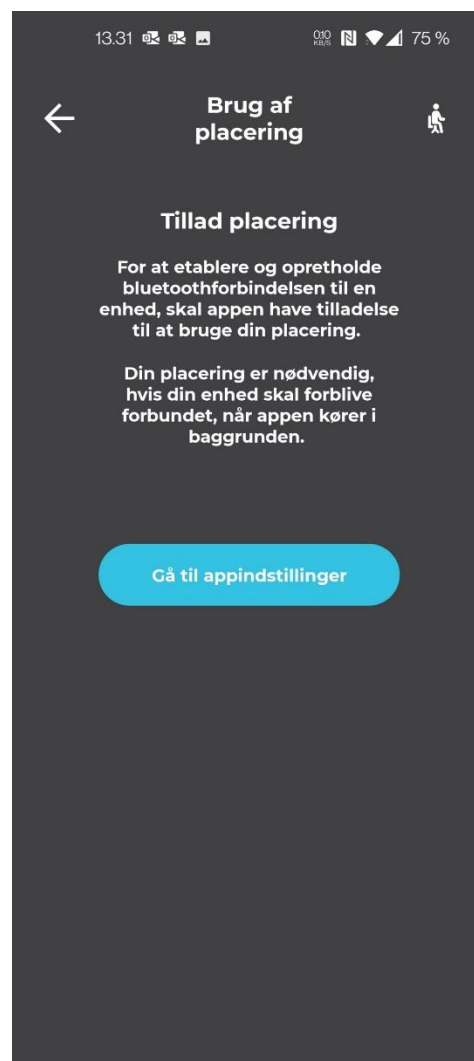 13.31
0.10
KB/S
75 %
Brug af
placering
Tillad placering
For at etablere og opretholde
bluetoothforbindelsen til en
enhed, skal appen have tilladelse
til at bruge din placering.
Din placering er nødvendig,
hvis din enhed skal forblive
forbundet, når appen kører i
baggrunden.
Gå til appindstillinger